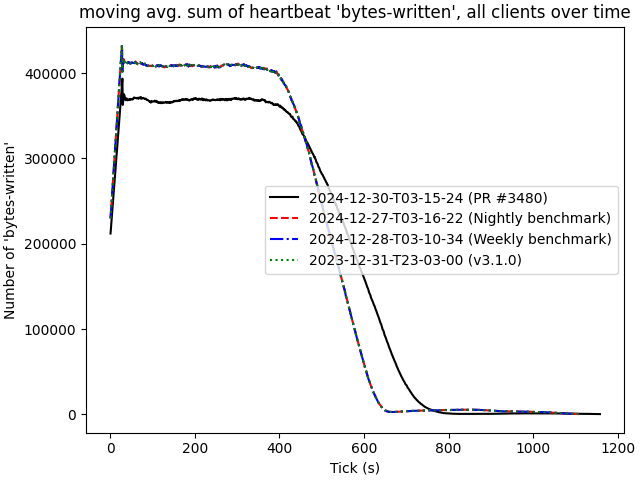 moving avg. sum of heartbeat 'bytes-written', all clients over time
Number of 'bytes-written'
400000
300000
200000
100000
0
2024-12-30-T03-15-24 (PR #3480)
2024-12-27-T03-16-22 (Nightly benchmark)
2024-12-28-T03-10-34 (Weekly benchmark)
2023-12-31-T23-03-00 (v3.1.0)
0 200 400 600 800 1000 1200
Tick (s)